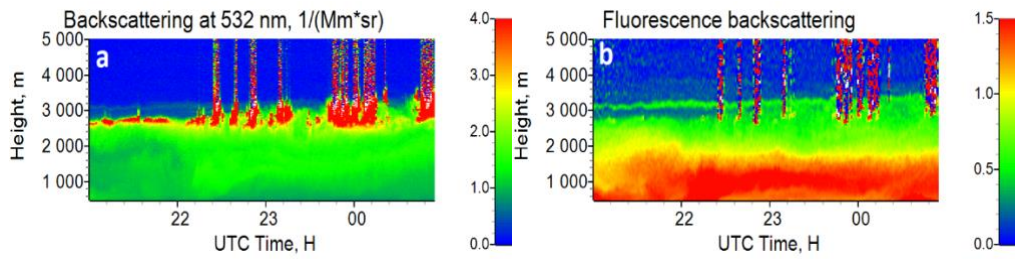 Backscattering at 532 nm, 1/(Mm*sr)
a
Height, m
5 000
4 000
3 000
2 000
1 000
22 23 00
UTC Time, H
4.0
3.0
2.0
1.0
0.0
Fluorescence backscattering
b
Height, m
5 000
4 000
3 000
2 000
1 000
22 23 00
UTC Time, H
1.5
1.0
0.5
0.0